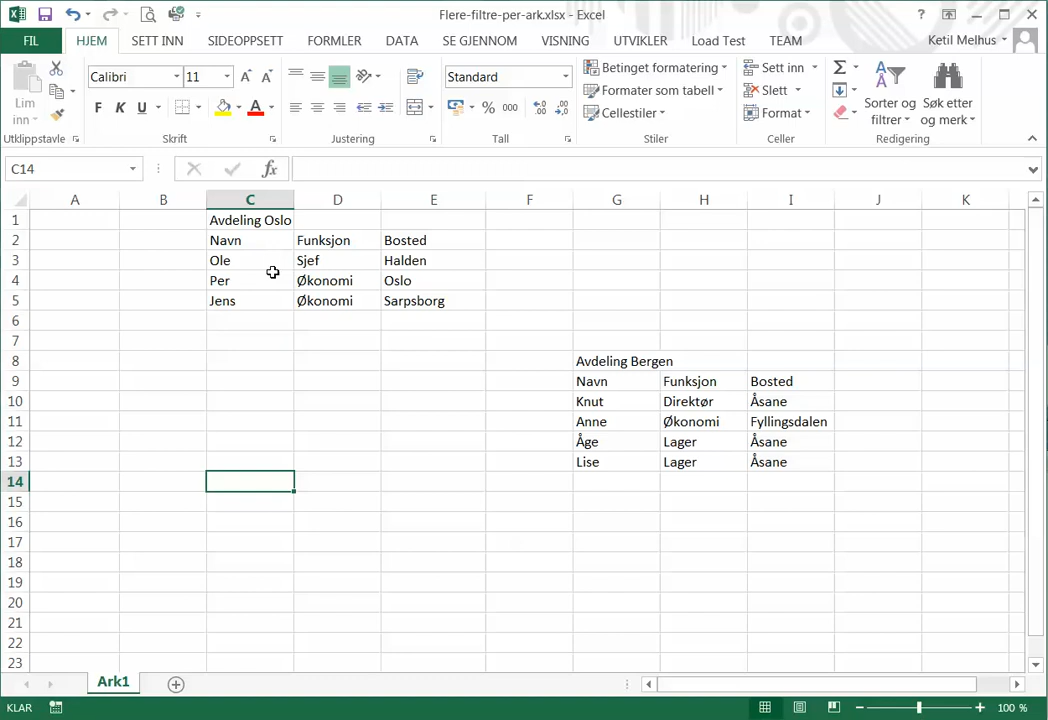 Flere-filtre-per-ark.xlsx - Excel
FIL HJEM SETT INN SIDEOPPSETT FORMLER DATA SE GJENNOM VISNING UTVIKLER Load Test TEAM Ketil Melhus
Calibri 11 Standard
Lim inn
Betinget formatering
Formater som tabell
Cellestiler
Sett inn
Slett
Format
Sorter og filtrer
Søk etter og merk
Utklippstavle Skrift Justering Tall Stiler Celler Redigering
C14
A B C D E F G H I J K
1 Avdeling Oslo
2 Navn Funksjon Bosted
3 Ole Sjef Halden
4 Per Økonomi Oslo
5 Jens Økonomi Sarpsborg
6
7
8 Avdeling Bergen
9 Navn Funksjon Bosted
10 Knut Direktør Åsane
11 Anne Økonomi Fyllingsdalen
12 Åge Lager Åsane
13 Lise Lager Åsane
14
15
16
17
18
19
20
21
22
23
Ark1
KLAR 100 %